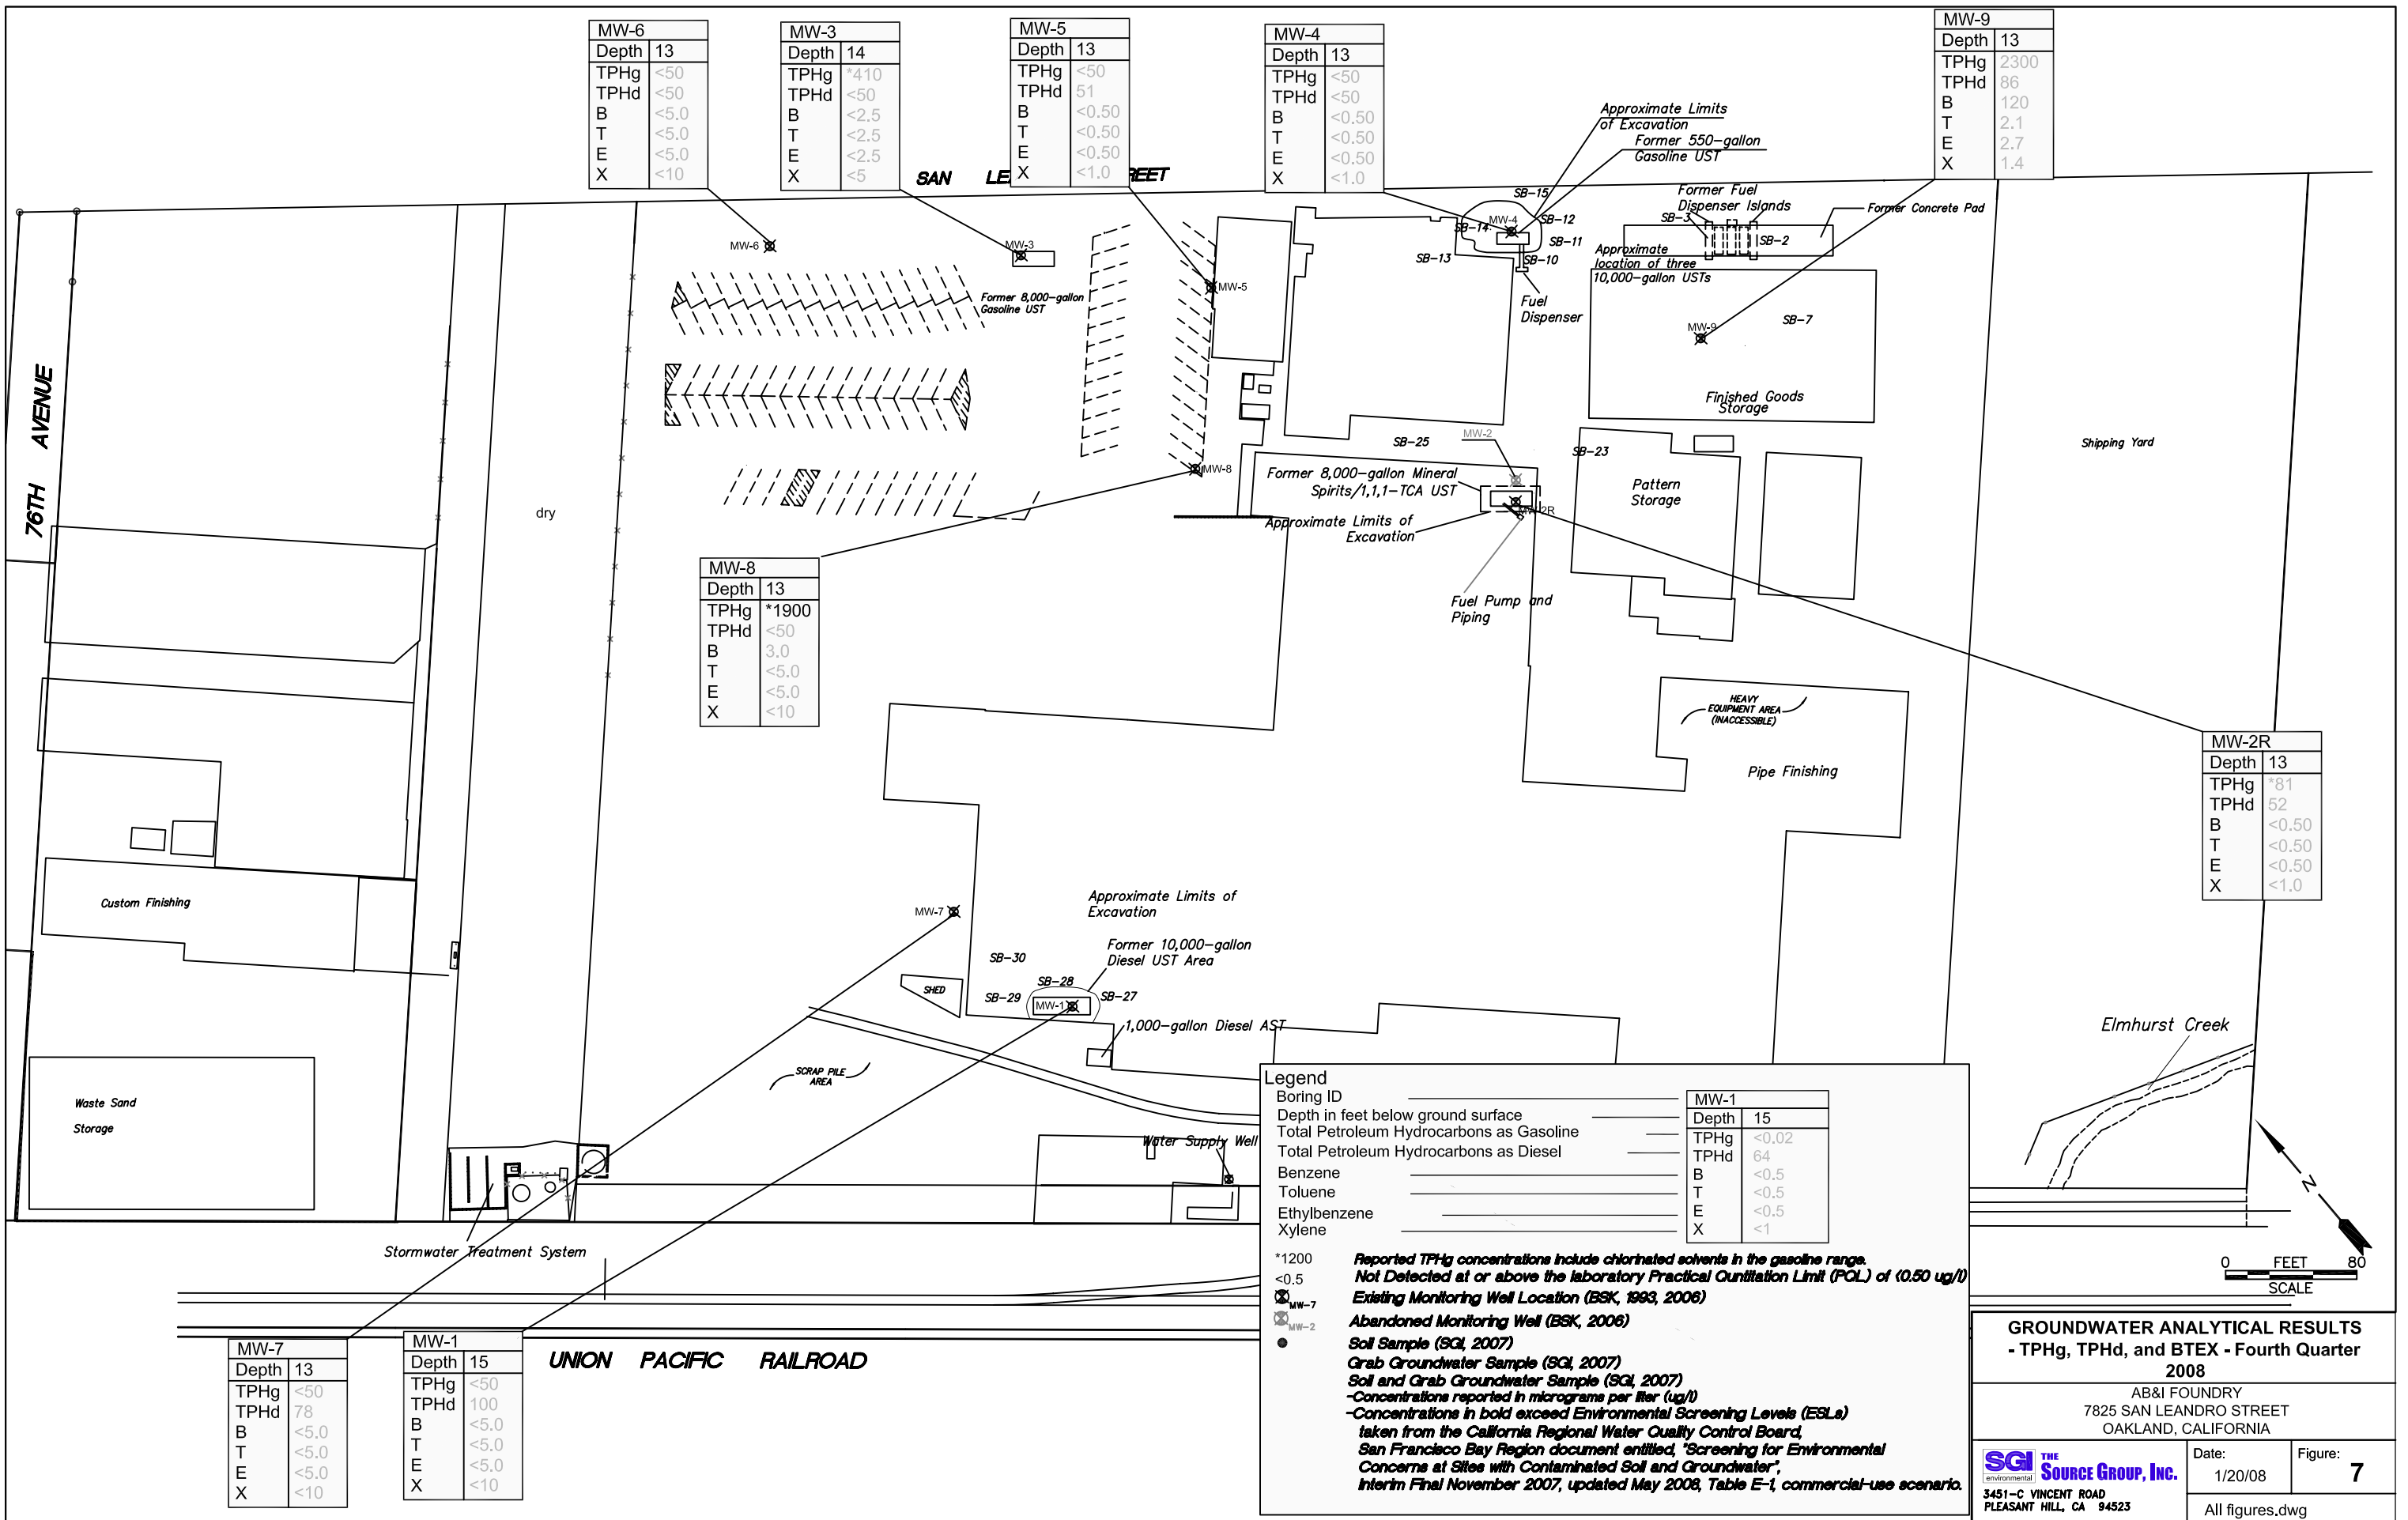 MW-6
Depth 13
TPHg <50
TPHd <50
B <5.0
T <5.0
E <5.0
X <10
MW-3
Depth 14
TPHg *410
TPHd <50
B <2.5
T <2.5
E <2.5
X <5
MW-5
Depth 13
TPHg <50
TPHd 51
B <0.50
T <0.50
E <0.50
X <1.0
MW-4
Depth 13
TPHg <50
TPHd <50
B <0.50
T <0.50
E <0.50
X <1.0
MW-9
Depth 13
TPHg 2300
TPHd 86
B 120
T 2.1
E 2.7
X 1.4
SAN LE REET
Approximate Limits
of Excavation
Former 550-gallon
Gasoline UST
SB-15
MW-4
SB-12
SB-14
SB-11
SB-13
SB-10
Fuel
Dispenser
Former Fuel
Dispenser Islands
SB-3
SB-2
Former Concrete Pad
Approximate
location of three
10,000-gallon USTs
MW-9
SB-7
Finished Goods
Storage
MW-6
MW-3
Former 8,000-gallon
Gasoline UST
MW-5
MW-8
76TH AVENUE
dry
SB-25
MW-2
SB-23
Former 8,000-gallon Mineral
Spirits/1,1,1-TCA UST
MW-2R
Approximate Limits of
Excavation
Fuel Pump and
Piping
Pattern
Storage
Shipping Yard
MW-8
Depth 13
TPHg *1900
TPHd <50
B 3.0
T <5.0
E <5.0
X <10
HEAVY
EQUIPMENT AREA
(INACCESSIBLE)
Pipe Finishing
MW-2R
Depth 13
TPHg *81
TPHd 52
B <0.50
T <0.50
E <0.50
X <1.0
Custom Finishing
MW-7
Approximate Limits of
Excavation
Former 10,000-gallon
Diesel UST Area
SB-30
SB-28
SB-29
SB-27
MW-1
SHED
1,000-gallon Diesel AST
SCRAP PILE
AREA
Waste Sand
Storage
Water Supply Well
Elmhurst Creek
Stormwater Treatment System
UNION PACIFIC RAILROAD
MW-7
Depth 13
TPHg <50
TPHd 78
B <5.0
T <5.0
E <5.0
X <10
MW-1
Depth 15
TPHg <50
TPHd 100
B <5.0
T <5.0
E <5.0
X <10
Legend
Boring ID MW-1
Depth in feet below ground surface Depth 15
Total Petroleum Hydrocarbons as Gasoline TPHg <0.02
Total Petroleum Hydrocarbons as Diesel TPHd 64
Benzene B <0.5
Toluene T <0.5
Ethylbenzene E <0.5
Xylene X <1
*1200 Reported TPHg concentrations include chlorinated solvents in the gasoline range.
<0.5 Not Detected at or above the laboratory Practical Quntitation Limit (PQL) of (0.50 ug/l)
MW-7 Existing Monitoring Well Location (BSK, 1993, 2006)
MW-2 Abandoned Monitoring Well (BSK, 2006)
Soil Sample (SGI, 2007)
Grab Groundwater Sample (SGI, 2007)
Soil and Grab Groundwater Sample (SGI, 2007)
-Concentrations reported in micrograms per liter (ug/l)
-Concentrations in bold exceed Environmental Screening Levels (ESLs)
taken from the California Regional Water Quality Control Board,
San Francisco Bay Region document entitled, "Screening for Environmental
Concerns at Sites with Contaminated Soil and Groundwater",
Interim Final November 2007, updated May 2008, Table E-1, commercial-use scenario.
N
0 FEET 80
SCALE
GROUNDWATER ANALYTICAL RESULTS
- TPHg, TPHd, and BTEX - Fourth Quarter
2008
AB&I FOUNDRY
7825 SAN LEANDRO STREET
OAKLAND, CALIFORNIA
SGI environmental THE SOURCE GROUP, INC.
3451-C VINCENT ROAD
PLEASANT HILL, CA 94523
Date:
1/20/08
Figure:
7
All figures.dwg